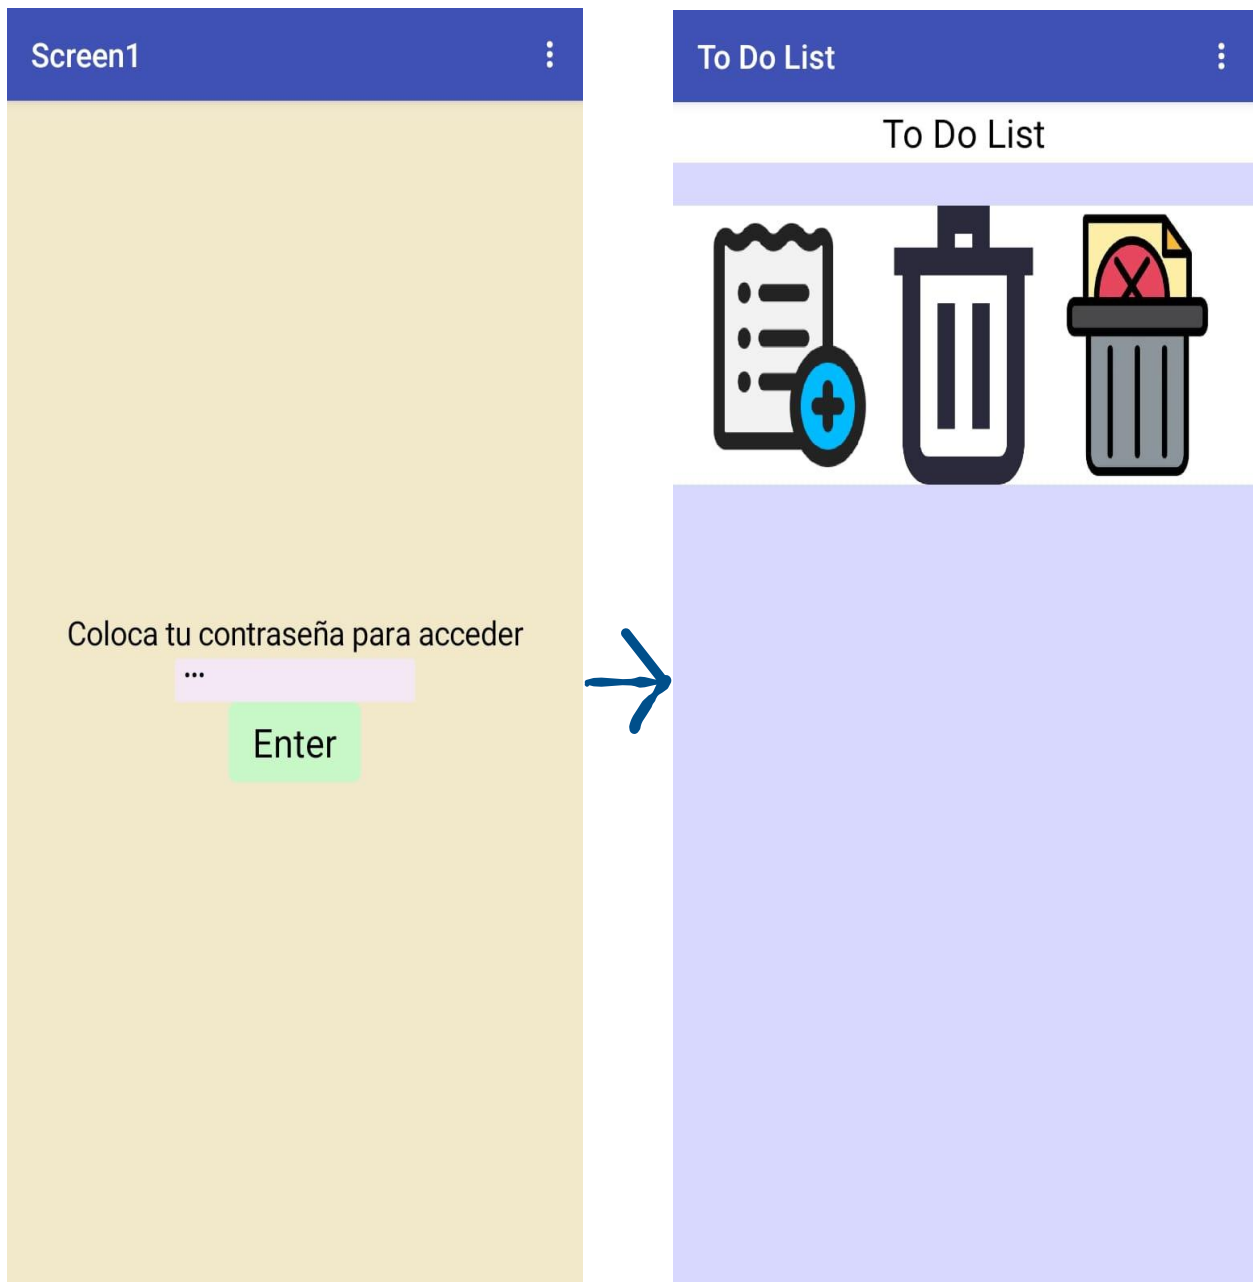 Screen1
Coloca tu contraseña para acceder
...
Enter
To Do List
To Do List